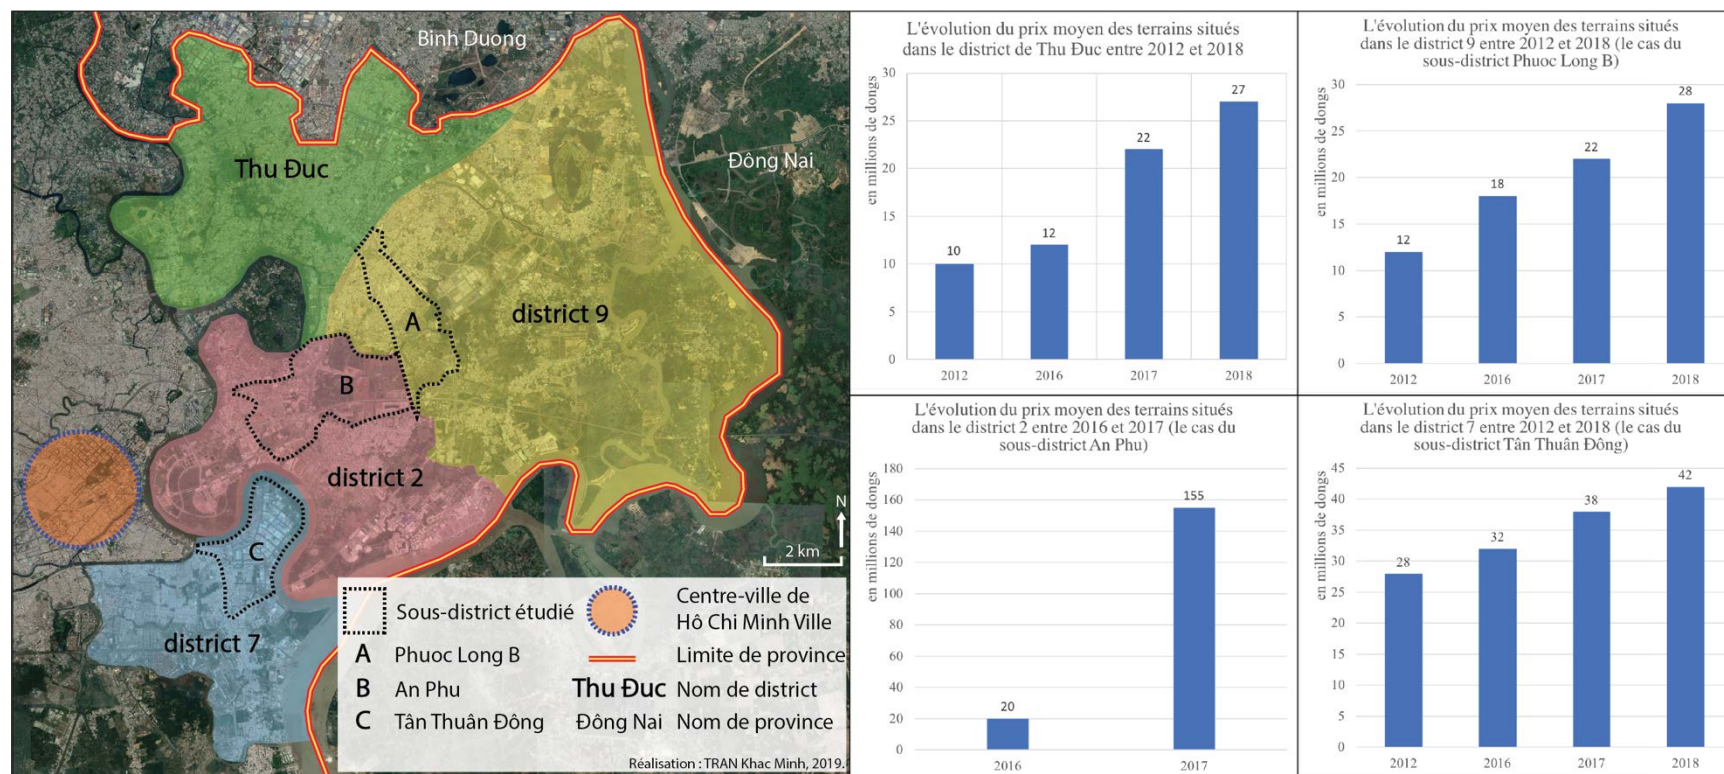 Binh Duong
Đông Nai
Thu Đuc
district 9
A
B
district 2
C
district 7
N
2 km
Sous-district étudié
A Phuoc Long B
B An Phu
C Tân Thuân Đông
Centre-ville de
Hô Chi Minh Ville
Limite de province
Thu Đuc Nom de district
Đông Nai Nom de province
Réalisation : TRAN Khac Minh, 2019.
L'évolution du prix moyen des terrains situés
dans le district de Thu Đuc entre 2012 et 2018
en millions de dongs
30
25
20
15
10
5
0
10
12
22
27
2012 2016 2017 2018
L'évolution du prix moyen des terrains situés
dans le district 9 entre 2012 et 2018 (le cas du
sous-district Phuoc Long B)
en millions de dongs
30
25
20
15
10
5
0
12
18
22
28
2012 2016 2017 2018
L'évolution du prix moyen des terrains situés
dans le district 2 entre 2016 et 2017 (le cas du
sous-district An Phu)
en millions de dongs
180
160
140
120
100
80
60
40
20
0
20
155
2016 2017
L'évolution du prix moyen des terrains situés
dans le district 7 entre 2012 et 2018 (le cas du
sous-district Tân Thuân Đông)
en millions de dongs
45
40
35
30
25
20
15
10
5
0
28
32
38
42
2012 2016 2017 2018